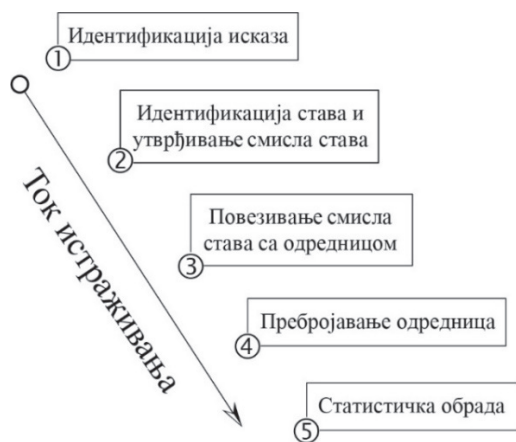 Идентификација исказа
1
Идентификација става и
утврђивање смисла става
2
Повезивање смисла
става са одредницом
3
Пребројавање одредница
4
Статистичка обрада
5
Ток истраживања